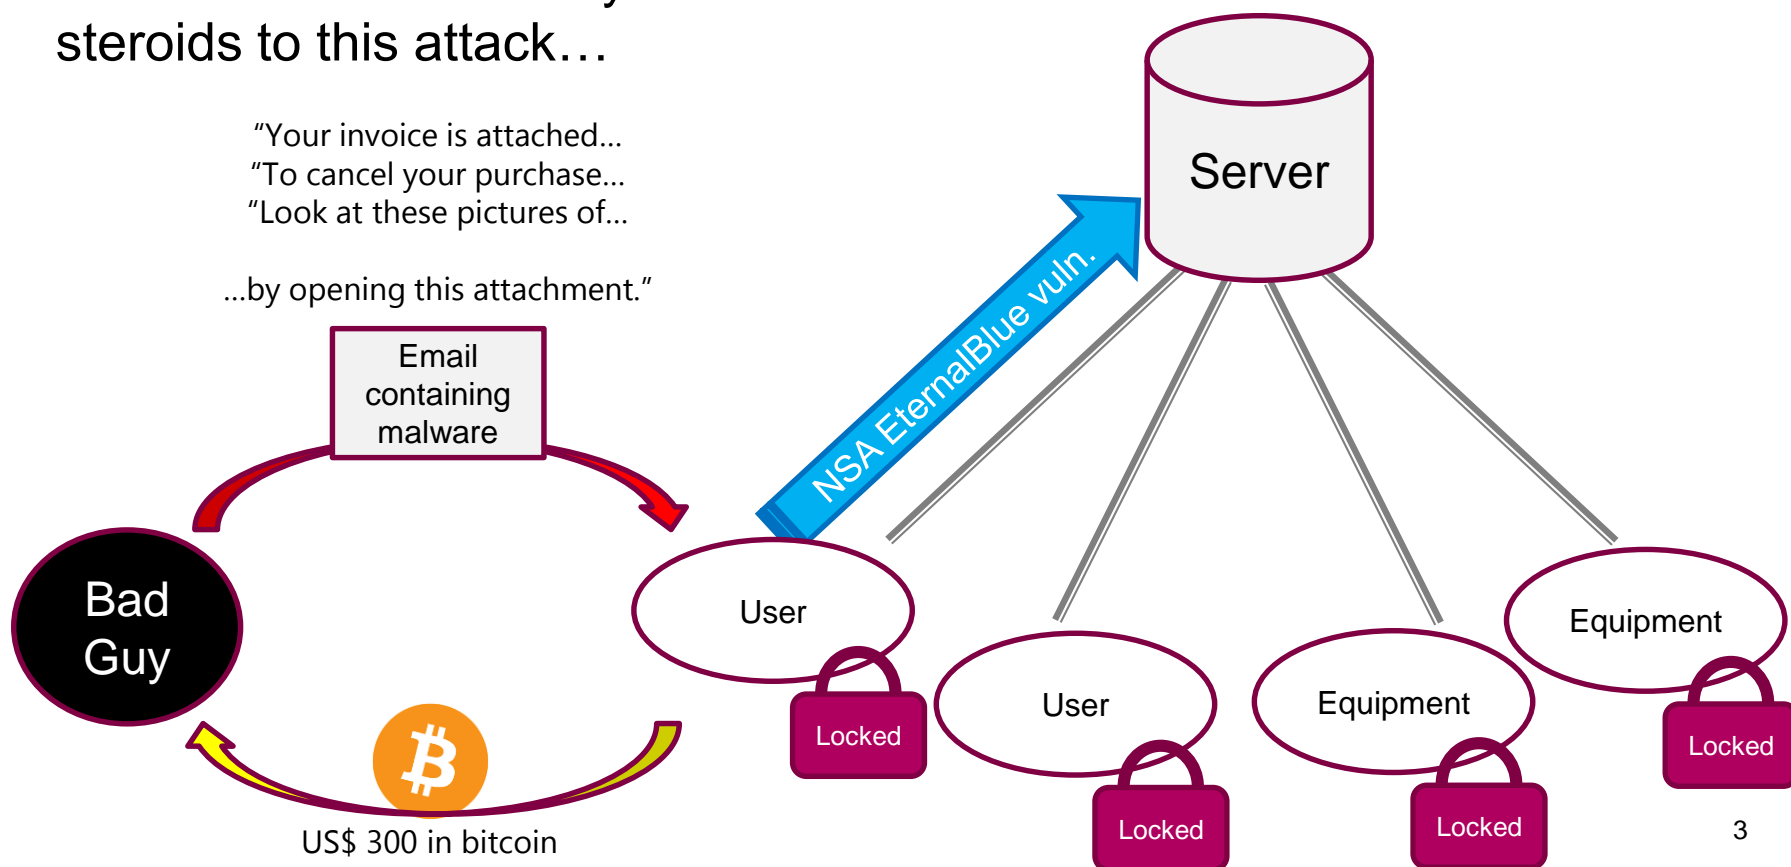 steroids to this attack…
“Your invoice is attached…
“To cancel your purchase…
“Look at these pictures of…
…by opening this attachment.”
Email
containing
malware
Server
NSA EternalBlue vuln.
Bad
Guy
User
User
Equipment
Equipment
Locked
Locked
Locked
Locked
US$ 300 in bitcoin
3